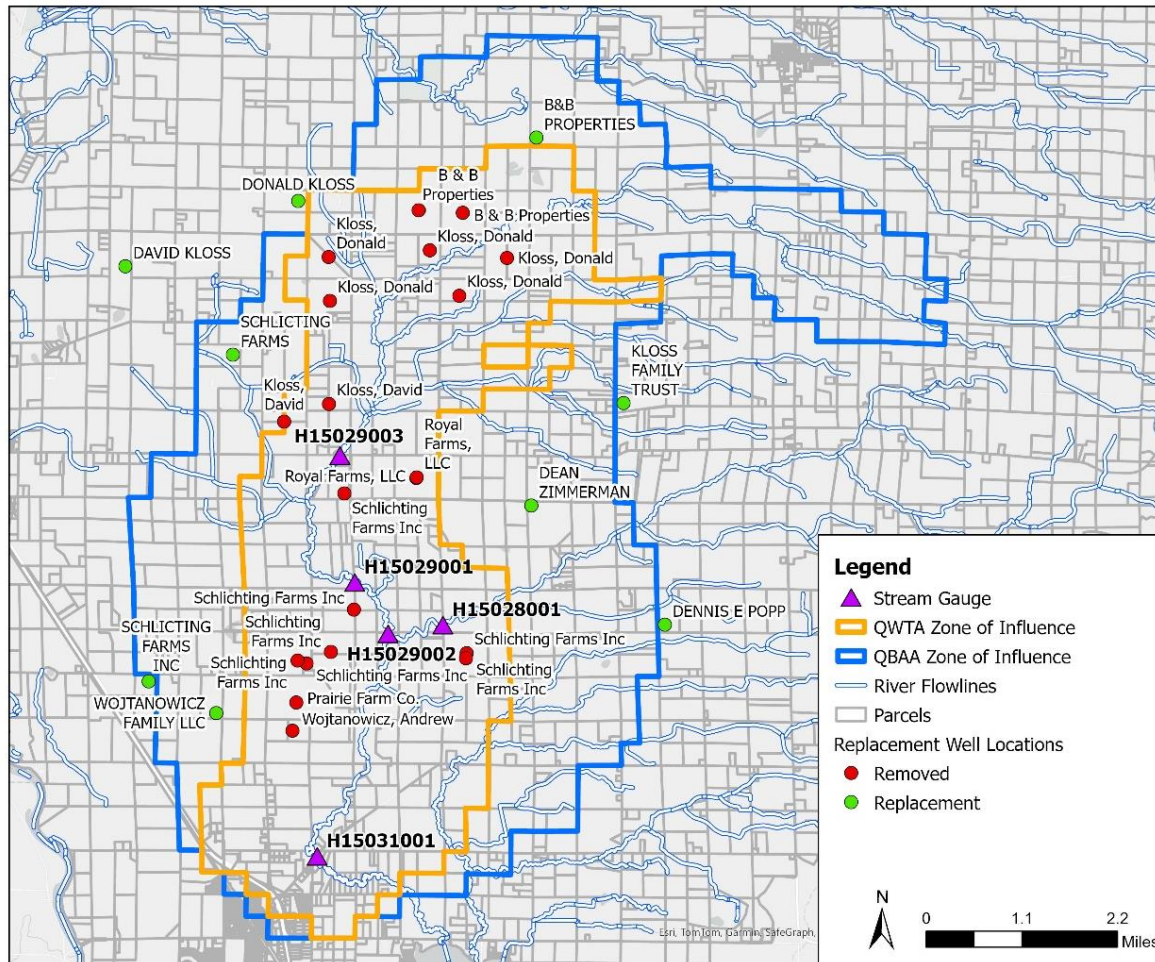 B&B
PROPERTIES
DONALD KLOSS
B & B
Properties
B & B Properties
Kloss,
Donald
Kloss, Donald
Kloss, Donald
DAVID KLOSS
Kloss, Donald
Kloss, Donald
SCHLICTING
FARMS
KLOSS
FAMILY
TRUST
Kloss,
David
Kloss, David
H15029003
Royal
Farms,
LLC
Royal Farms, LLC
DEAN
ZIMMERMAN
Schlichting
Farms Inc
H15029001
Schlichting Farms Inc
H15028001
DENNIS E POPP
SCHLICTING
FARMS
INC
Schlichting
Farms Inc
Schlichting Farms Inc
H15029002
Schlichting
Farms Inc
Schlichting Farms Inc
Schlichting
Farms Inc
WOJTANOWICZ
FAMILY LLC
Prairie Farm Co.
Wojtanowicz, Andrew
H15031001
Legend
Stream Gauge
QWTA Zone of Influence
QBAA Zone of Influence
River Flowlines
Parcels
Replacement Well Locations
Removed
Replacement
N
0 1.1 2.2
Miles
Esri, TomTom, Garmin, SafeGraph,